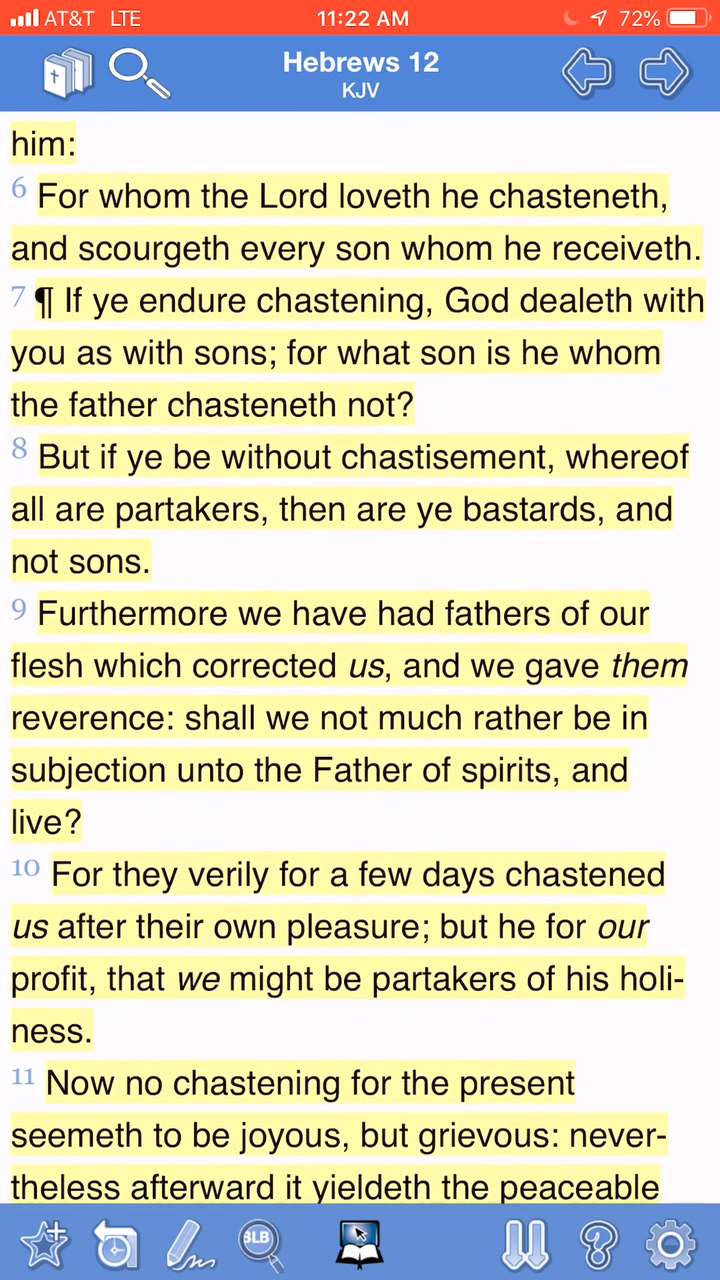 AT&T LTE 11:22 AM 72%
Hebrews 12
KJV
him:
6 For whom the Lord loveth he chasteneth,
and scourgeth every son whom he receiveth.
7 ¶ If ye endure chastening, God dealeth with
you as with sons; for what son is he whom
the father chasteneth not?
8 But if ye be without chastisement, whereof
all are partakers, then are ye bastards, and
not sons.
9 Furthermore we have had fathers of our
flesh which corrected us, and we gave them
reverence: shall we not much rather be in
subjection unto the Father of spirits, and
live?
10 For they verily for a few days chastened
us after their own pleasure; but he for our
profit, that we might be partakers of his holi-
ness.
11 Now no chastening for the present
seemeth to be joyous, but grievous: never-
theless afterward it yieldeth the peaceable
BLB